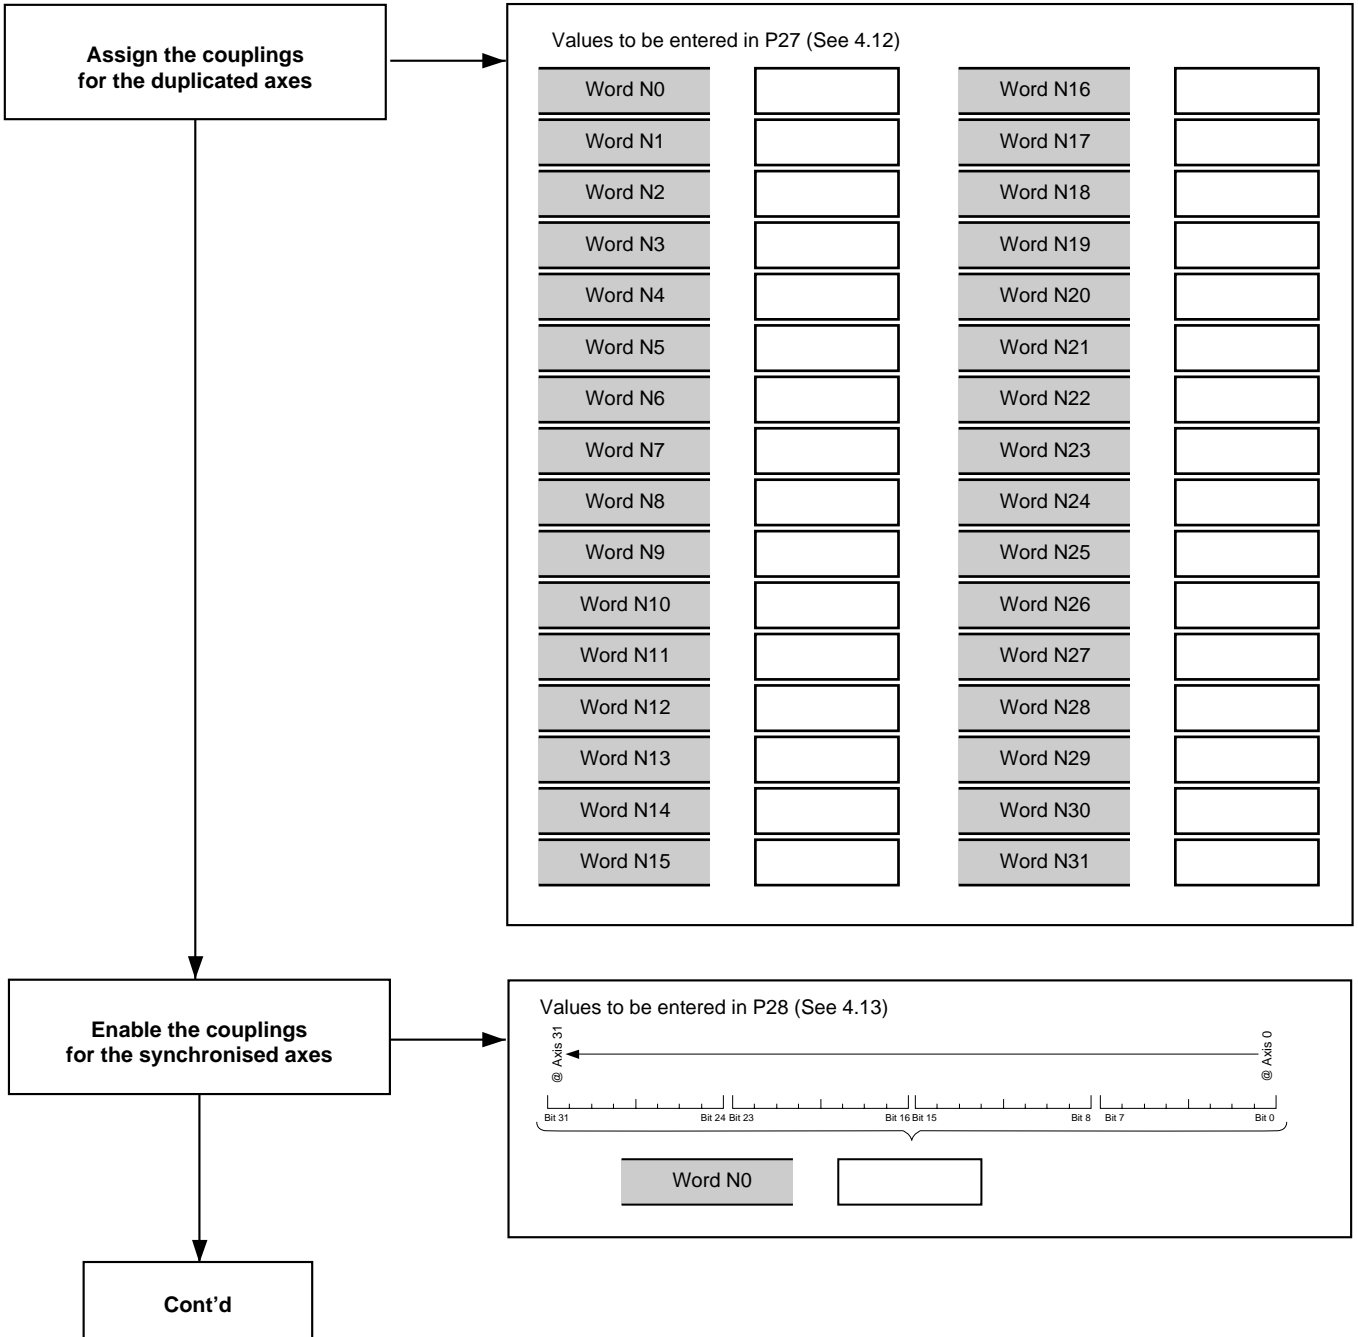 Assign the couplings
for the duplicated axes
Values to be entered in P27 (See 4.12)
Word N0
Word N16
Word N1
Word N17
Word N2
Word N18
Word N3
Word N19
Word N4
Word N20
Word N5
Word N21
Word N6
Word N22
Word N7
Word N23
Word N8
Word N24
Word N9
Word N25
Word N10
Word N26
Word N11
Word N27
Word N12
Word N28
Word N13
Word N29
Word N14
Word N30
Word N15
Word N31
Enable the couplings
for the synchronised axes
Values to be entered in P28 (See 4.13)
@ Axis 31
@ Axis 0
Bit 31
Bit 24
Bit 23
Bit 16
Bit 15
Bit 8
Bit 7
Bit 0
Word N0
Cont’d